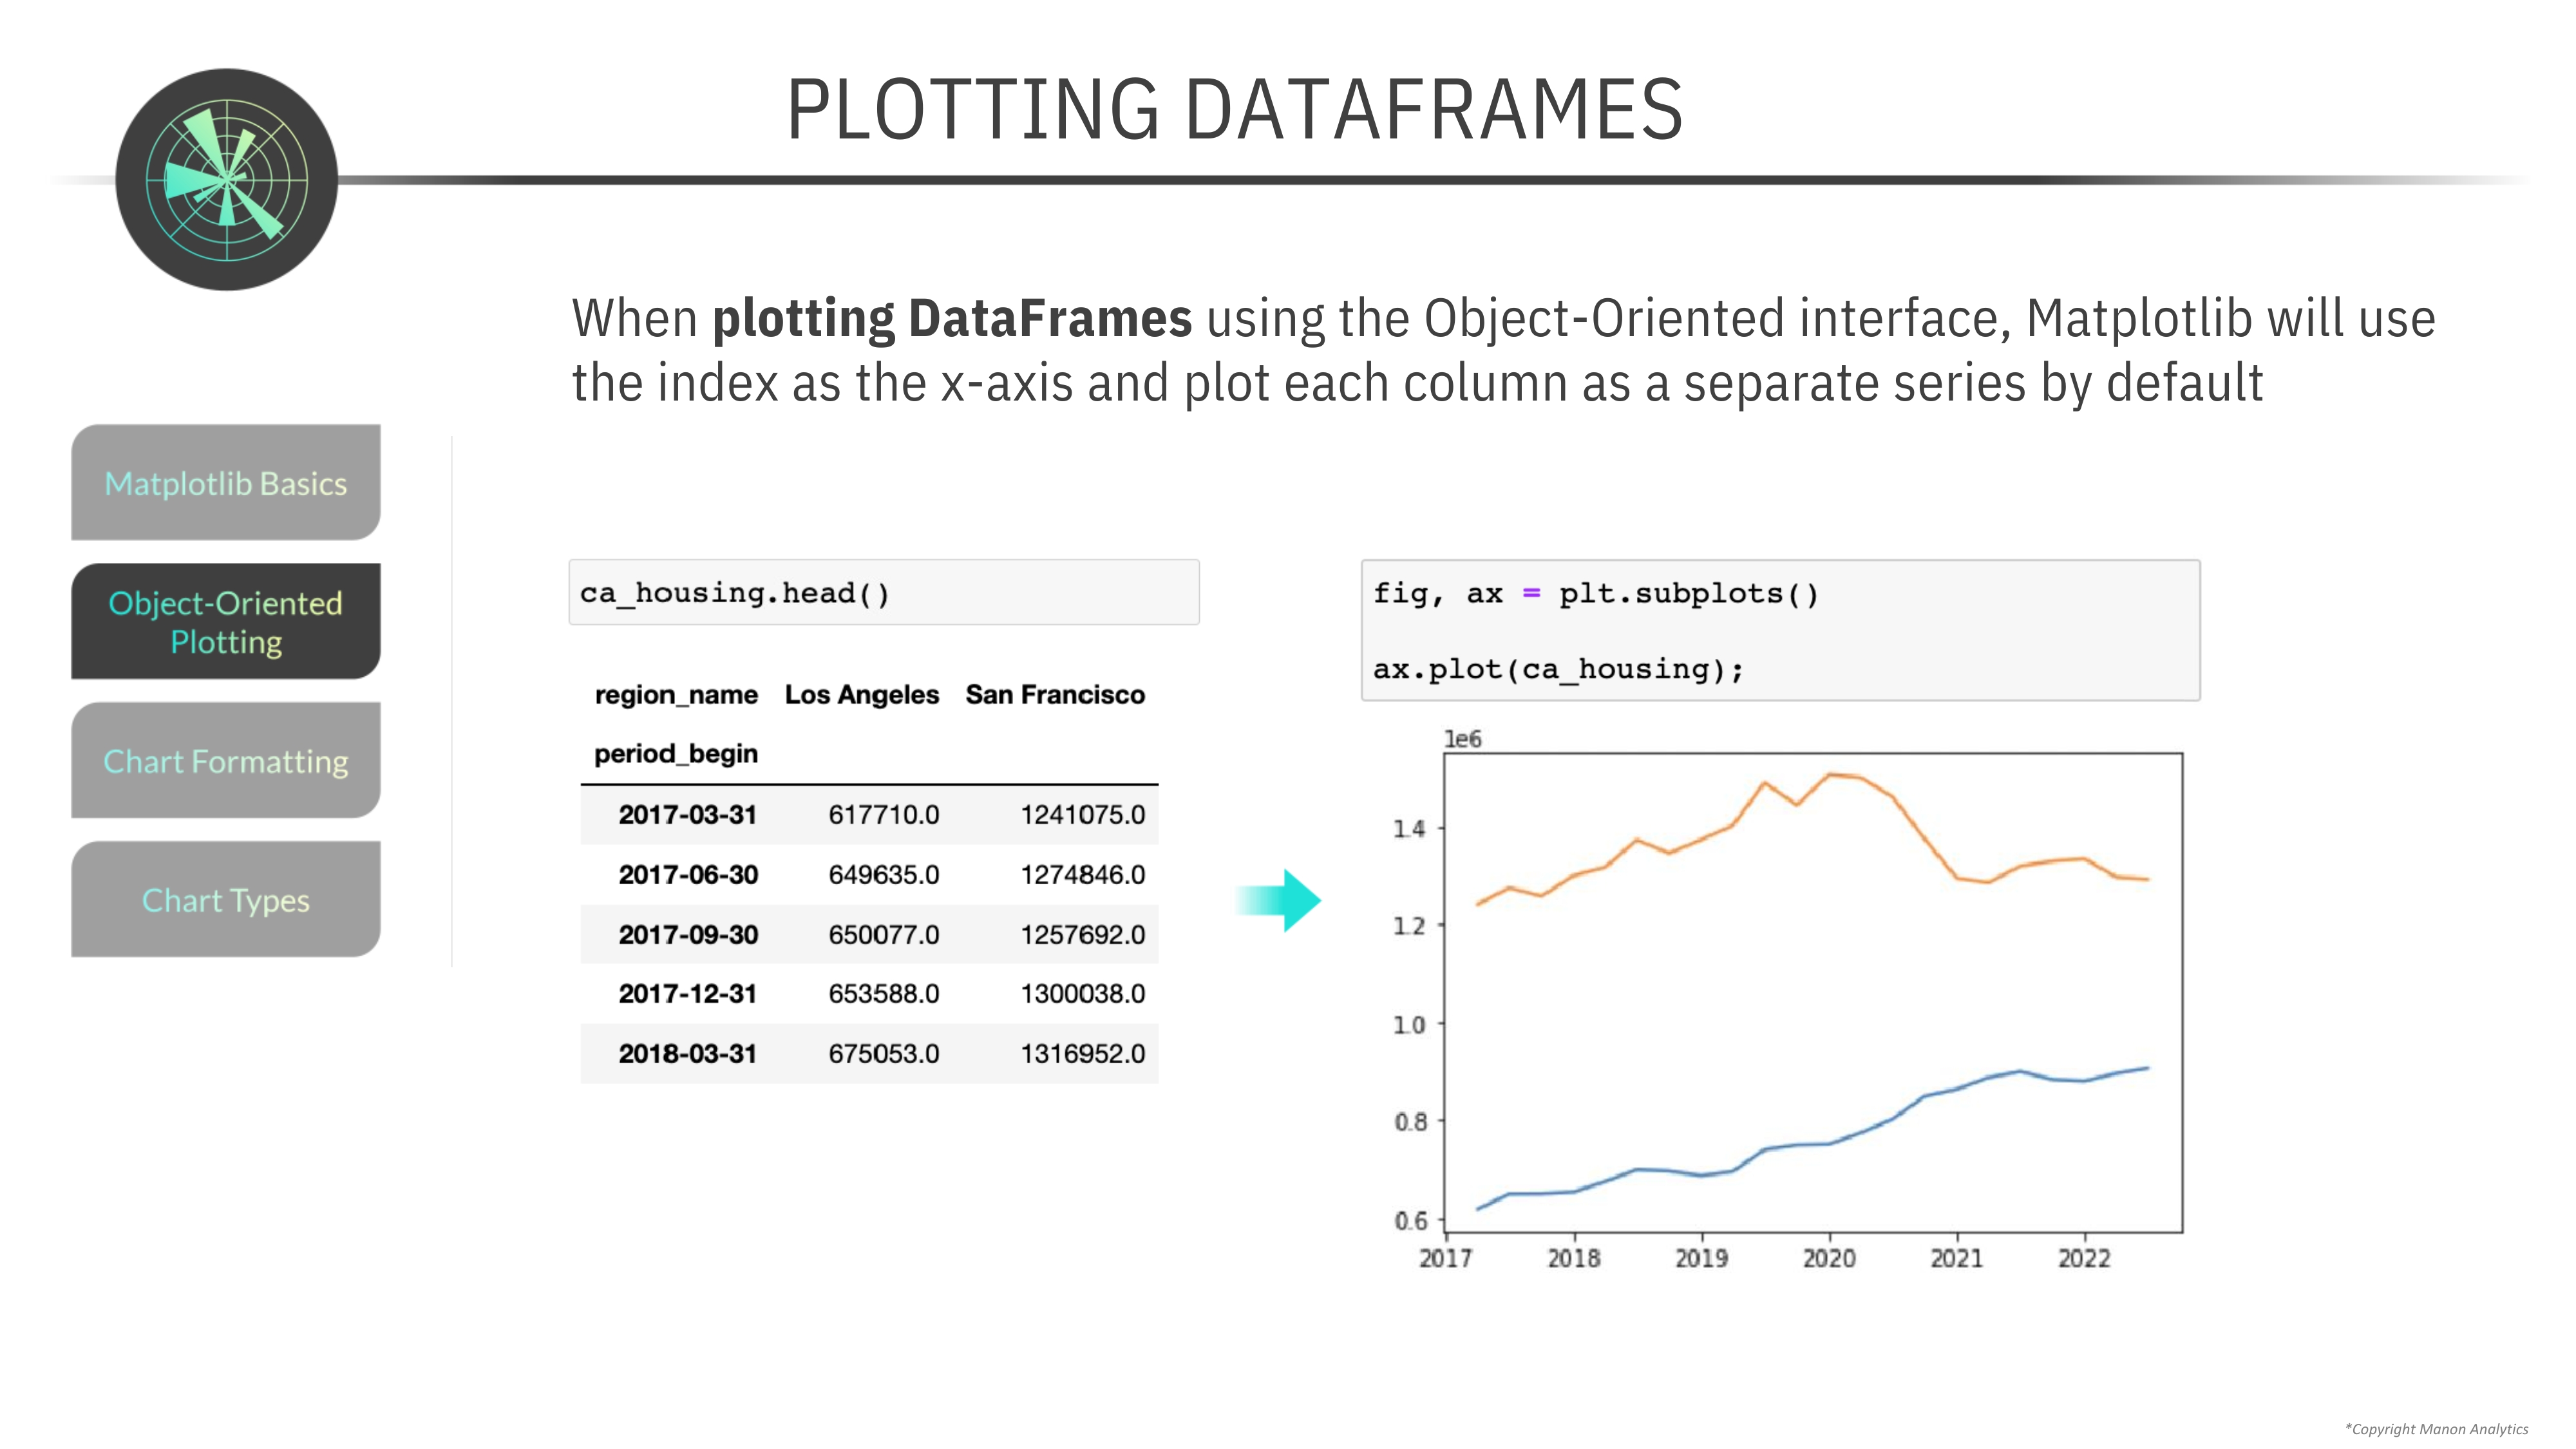 PLOTTING DATAFRAMES
When plotting DataFrames using the Object-Oriented interface, Matplotlib will use
the index as the x-axis and plot each column as a separate series by default
Matplotlib Basics
Object-Oriented
Plotting
Chart Formatting
Chart Types
ca_housing.head()
region_name Los Angeles San Francisco
period_begin
2017-03-31 617710.0 1241075.0
2017-06-30 649635.0 1274846.0
2017-09-30 650077.0 1257692.0
2017-12-31 653588.0 1300038.0
2018-03-31 675053.0 1316952.0
fig, ax = plt.subplots()
ax.plot(ca_housing);
1e6
1.4
1.2
1.0
0.8
0.6
2017 2018 2019 2020 2021 2022
*Copyright Manon Analytics